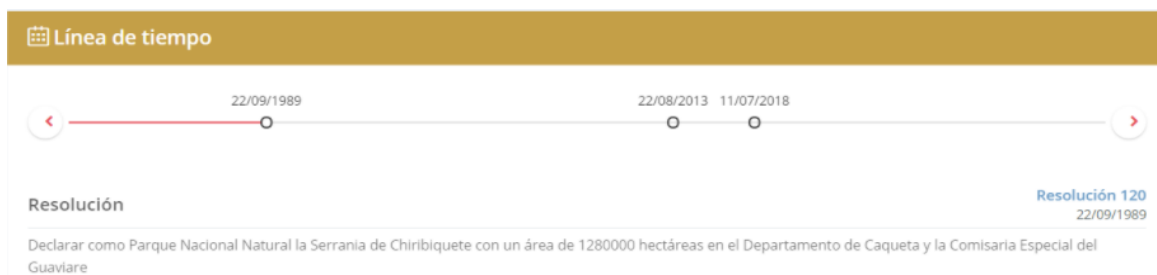 Línea de tiempo
22/09/1989 22/08/2013 11/07/2018
Resolución
Resolución 120
22/09/1989
Declarar como Parque Nacional Natural la Serrania de Chiribiquete con un área de 1280000 hectáreas en el Departamento de Caqueta y la Comisaria Especial del
Guaviare